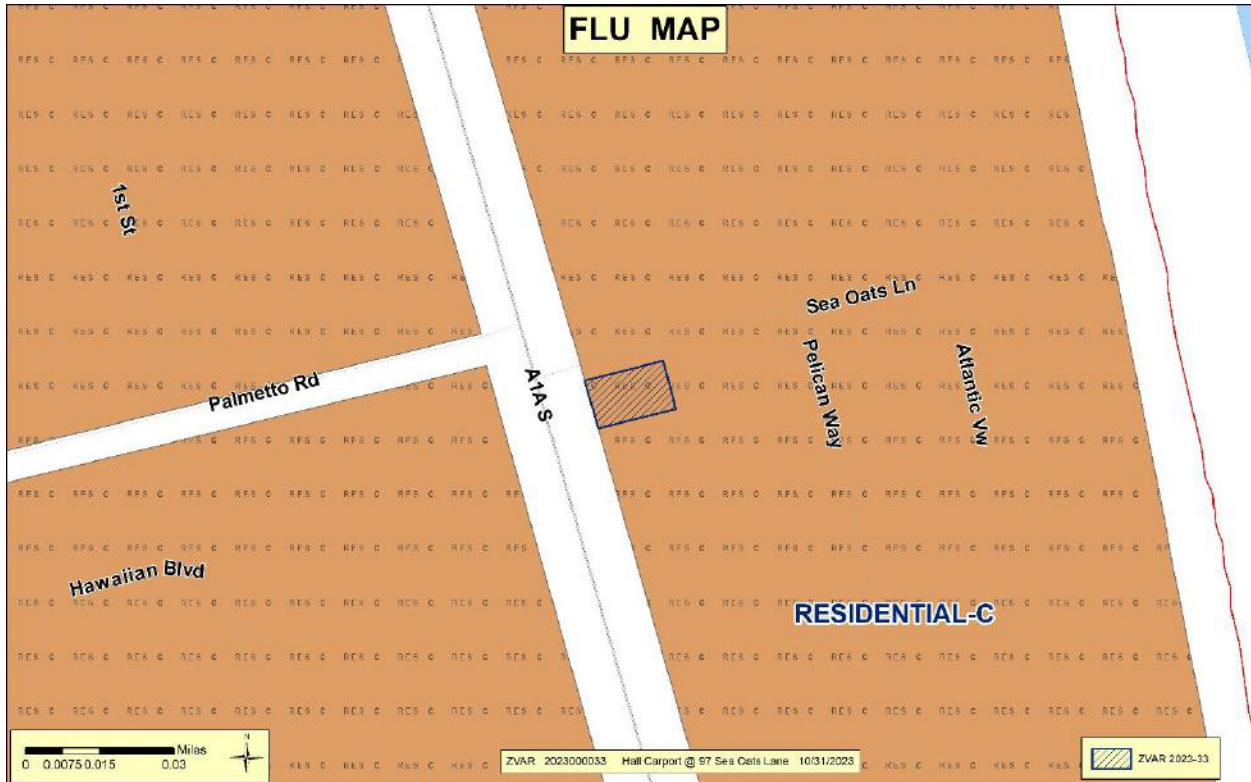 FLU MAP
1st St
Sea Oats Ln
Palmetto Rd
A1A S
Pelican Way
Atlantic Vw
Hawaiian Blvd
RESIDENTIAL-C
RES C
Miles
0 0.0075 0.015 0.03
N
ZVAR 2023000033 Hall Carport @ 97 Sea Oats Lane 10/31/2023
ZVAR 2023-33